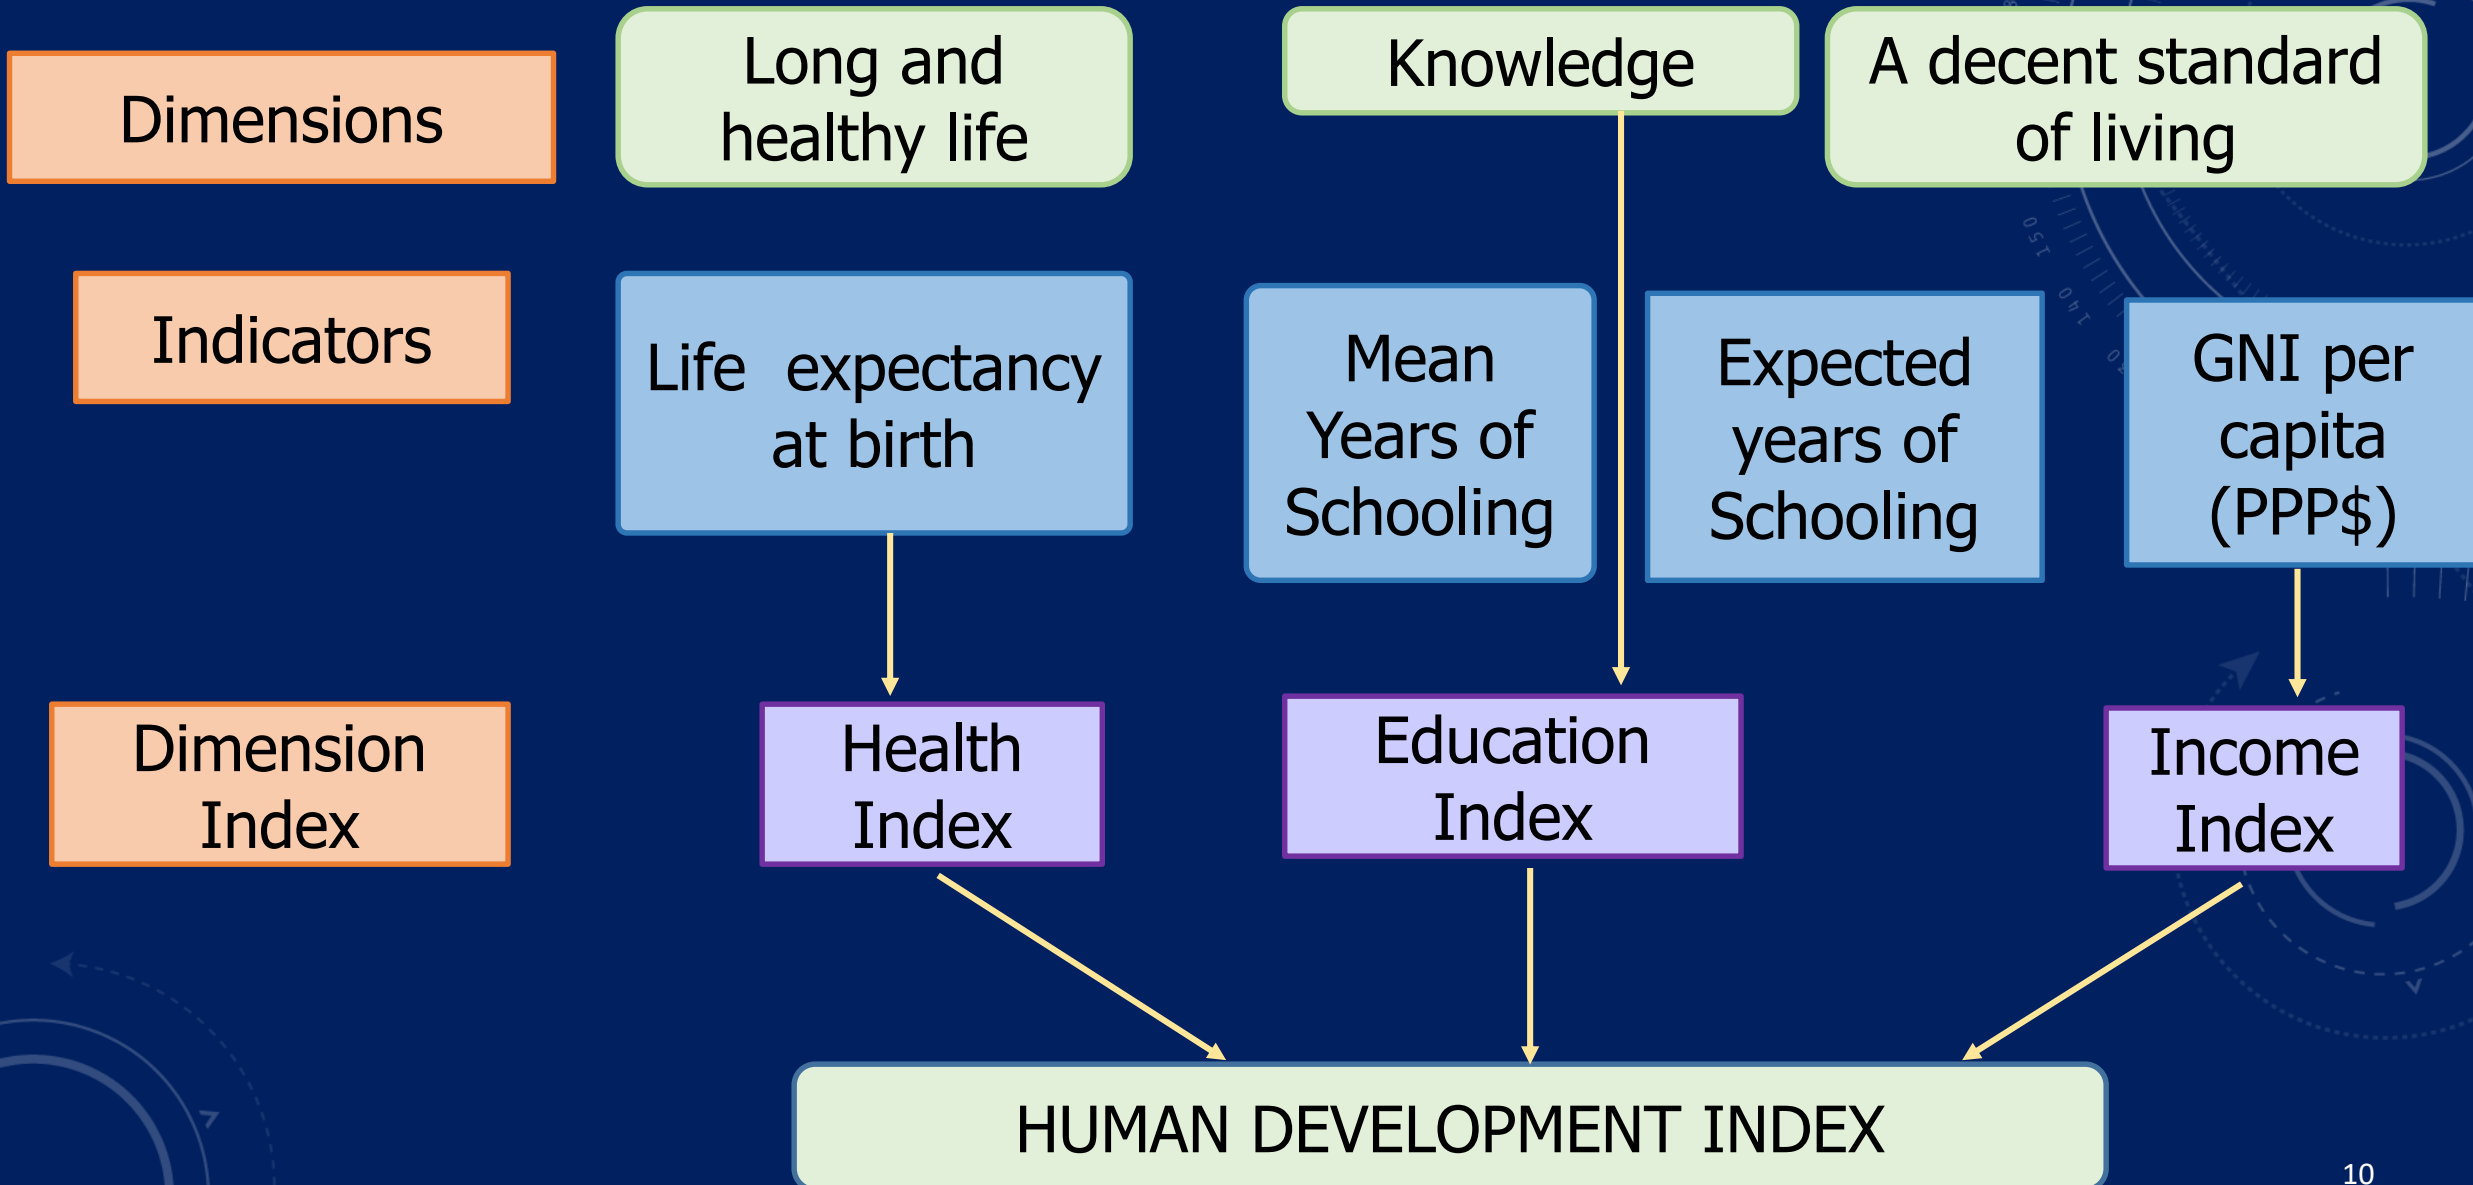 Dimensions
Long and
healthy life
Knowledge
A decent standard
of living
Indicators
Life  expectancy
at birth
Mean
Years of
Schooling
Expected
years of
Schooling
GNI per
capita
(PPP$)
Dimension
Index
Health
Index
Education
Index
Income
Index
HUMAN DEVELOPMENT INDEX
10
150
140